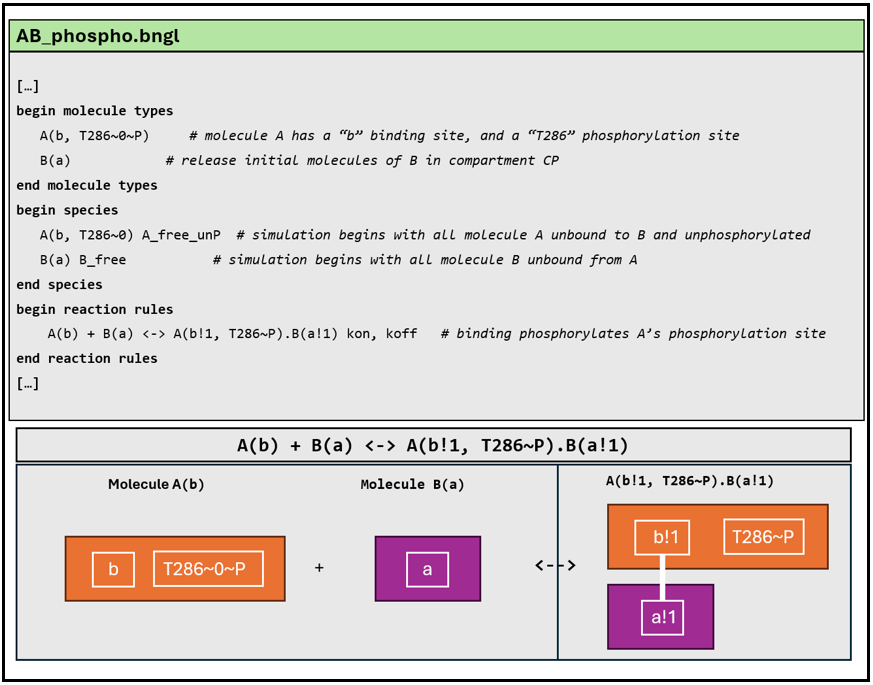 AB_phospho.bngl
[…]
begin molecule types
A(b, T286~0~P) # molecule A has a “b” binding site, and a “T286” phosphorylation site
B(a) # release initial molecules of B in compartment CP
end molecule types
begin species
A(b, T286~0) A_free_unP # simulation begins with all molecule A unbound to B and unphosphorylated
B(a) B_free # simulation begins with all molecule B unbound from A
end species
begin reaction rules
A(b) + B(a) <-> A(b!1, T286~P).B(a!1) kon, koff # binding phosphorylates A’s phosphorylation site
end reaction rules
[…]
A(b) + B(a) <-> A(b!1, T286~P).B(a!1)
Molecule A(b)
Molecule B(a)
A(b!1, T286~P).B(a!1)
b T286~0~P + a <--> b!1 T286~P
a!1